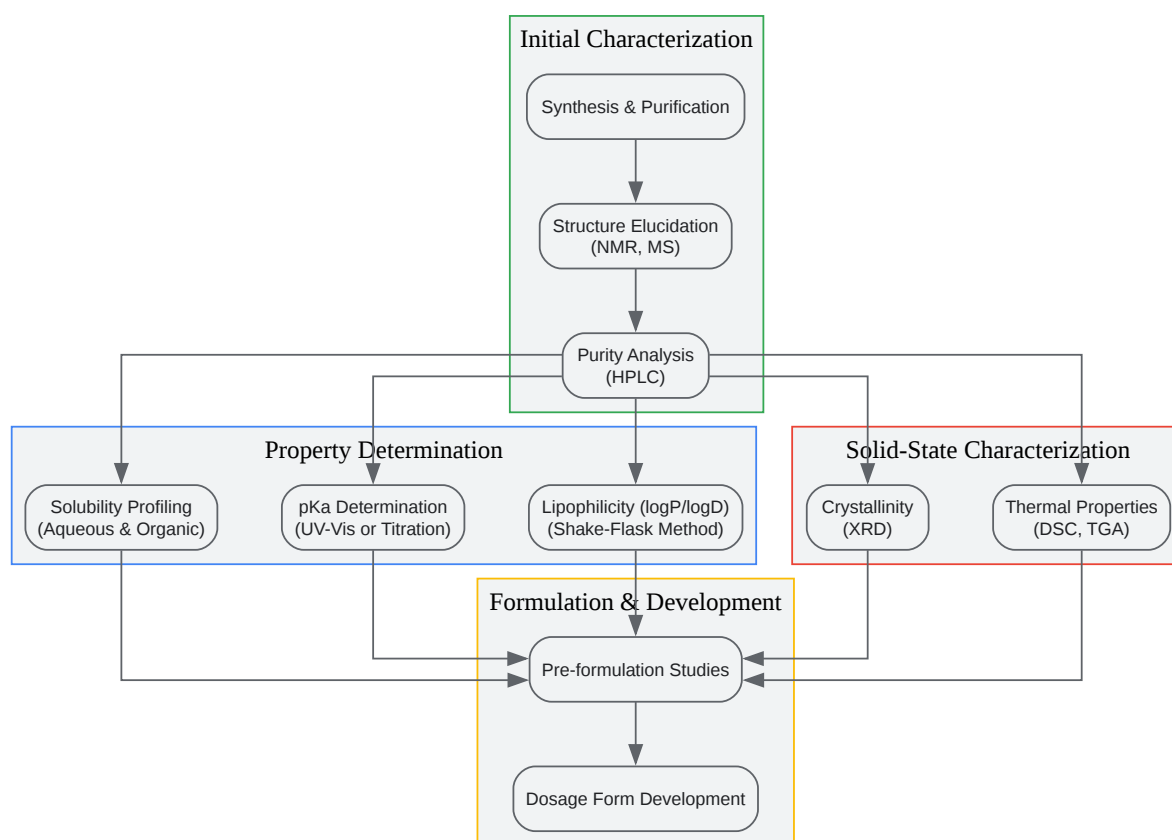 Initial Characterization
Synthesis & Purification
Structure Elucidation
(NMR, MS)
Purity Analysis
(HPLC)
Property Determination
Solubility Profiling
(Aqueous & Organic)
pKa Determination
(UV-Vis or Titration)
Lipophilicity (logP/logD)
(Shake-Flask Method)
Solid-State Characterization
Crystallinity
(XRD)
Thermal Properties
(DSC, TGA)
Formulation & Development
Pre-formulation Studies
Dosage Form Development